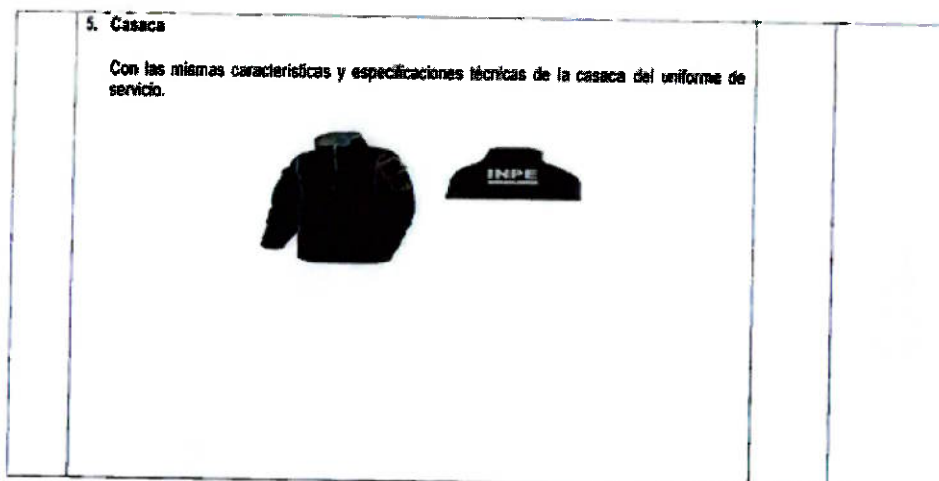 5. Casaca
Con las mismas características y especificaciones técnicas de la casaca del uniforme de
servicio.
INPE